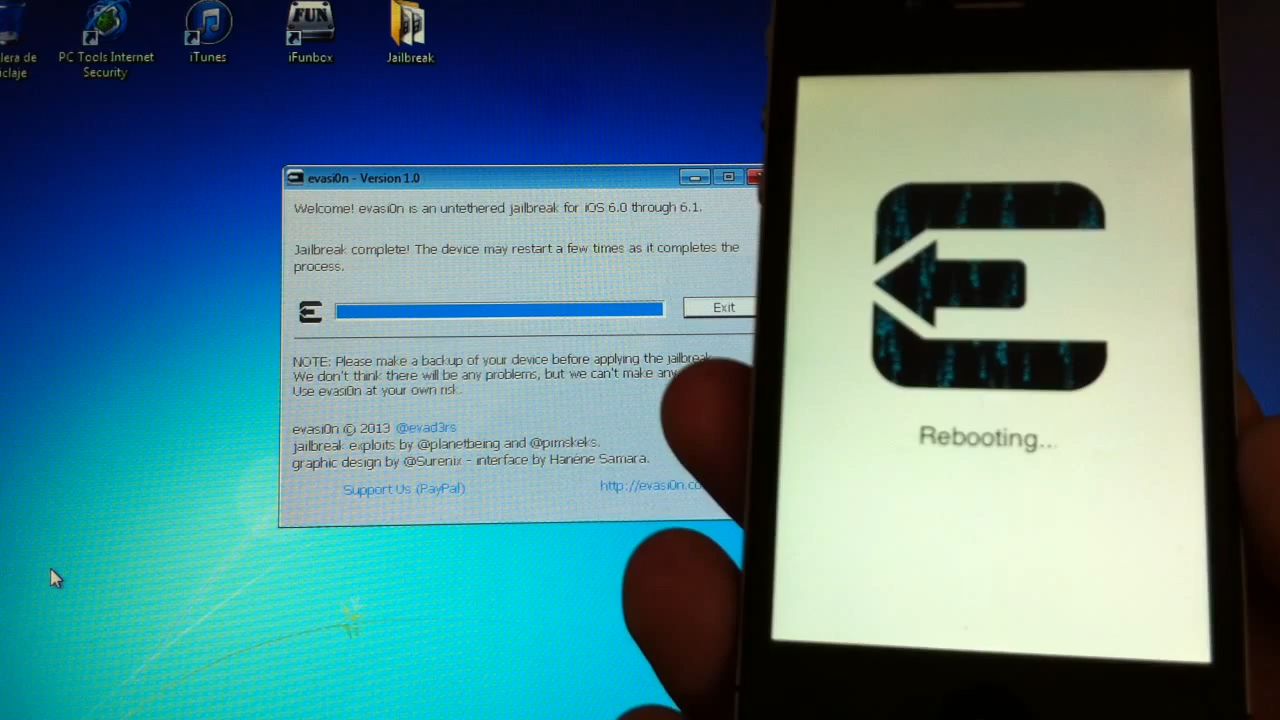 lera de
iclaje
PC Tools Internet
Security
iTunes
FUN
iFunbox
Jailbreak
evasi0n - Version 1.0
Welcome! evasi0n is an untethered jailbreak for iOS 6.0 through 6.1.
Jailbreak complete! The device may restart a few times as it completes the
process.
Exit
NOTE: Please make a backup of your device before applying the jailbreak.
We don't think there will be any problems, but we can't make any
Use evasi0n at your own risk.
evasi0n © 2013 @evad3rs
jailbreak exploits by @planetbeing and @pimskeks.
graphic design by @Surenix - interface by Hanéne Samara.
Support Us (PayPal)
http://evasi0n.co
Rebooting...